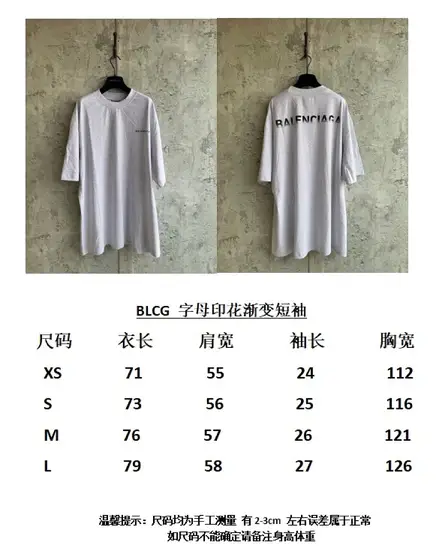 BALENCIAGA
BLCG 字母印花渐变短袖
尺码 衣长 肩宽 袖长 胸宽
XS 71 55 24 112
S 73 56 25 116
M 76 57 26 121
L 79 58 27 126
温馨提示：尺码均为手工测量 有 2-3cm 左右误差属于正常
如尺码不能确定请备注身高体重